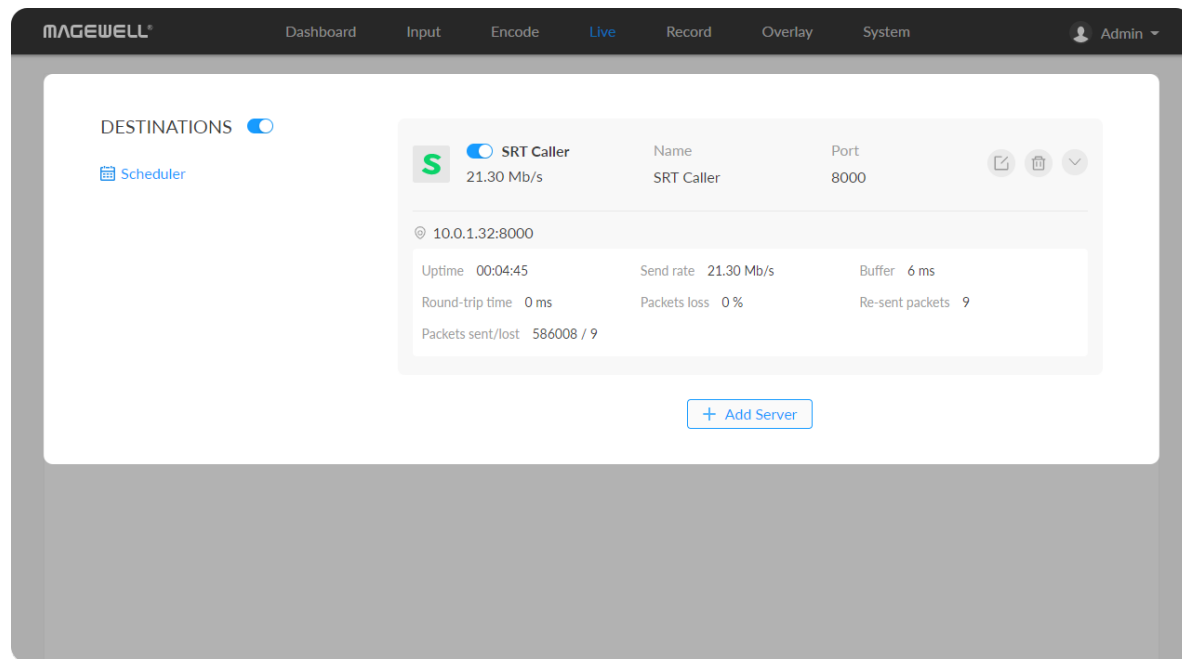 MAGEWELL® Dashboard Input Encode Live Record Overlay System Admin
DESTINATIONS
Scheduler
S SRT Caller Name Port
21.30 Mb/s SRT Caller 8000
10.0.1.32:8000
Uptime 00:04:45 Send rate 21.30 Mb/s Buffer 6 ms
Round-trip time 0 ms Packets loss 0 % Re-sent packets 9
Packets sent/lost 586008 / 9
+ Add Server